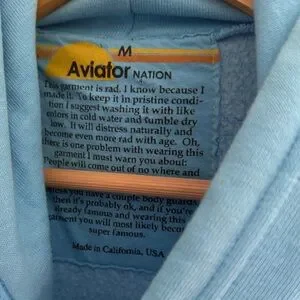 M
Aviator NATION
This garment is rad. I know because I
made it. To keep it in pristine condi-
tion I suggest washing it with like
colors in cold water and tumble dry
low. It will distress naturally and
become even more rad with age. Oh,
there is one problem with wearing this
garment I must warn you about:
People will come out of no where and
unless you have a couple body guards
then it's probably ok, and if you're
already famous and wearing this
garment you will most likely become
super famous.
Made in California, USA